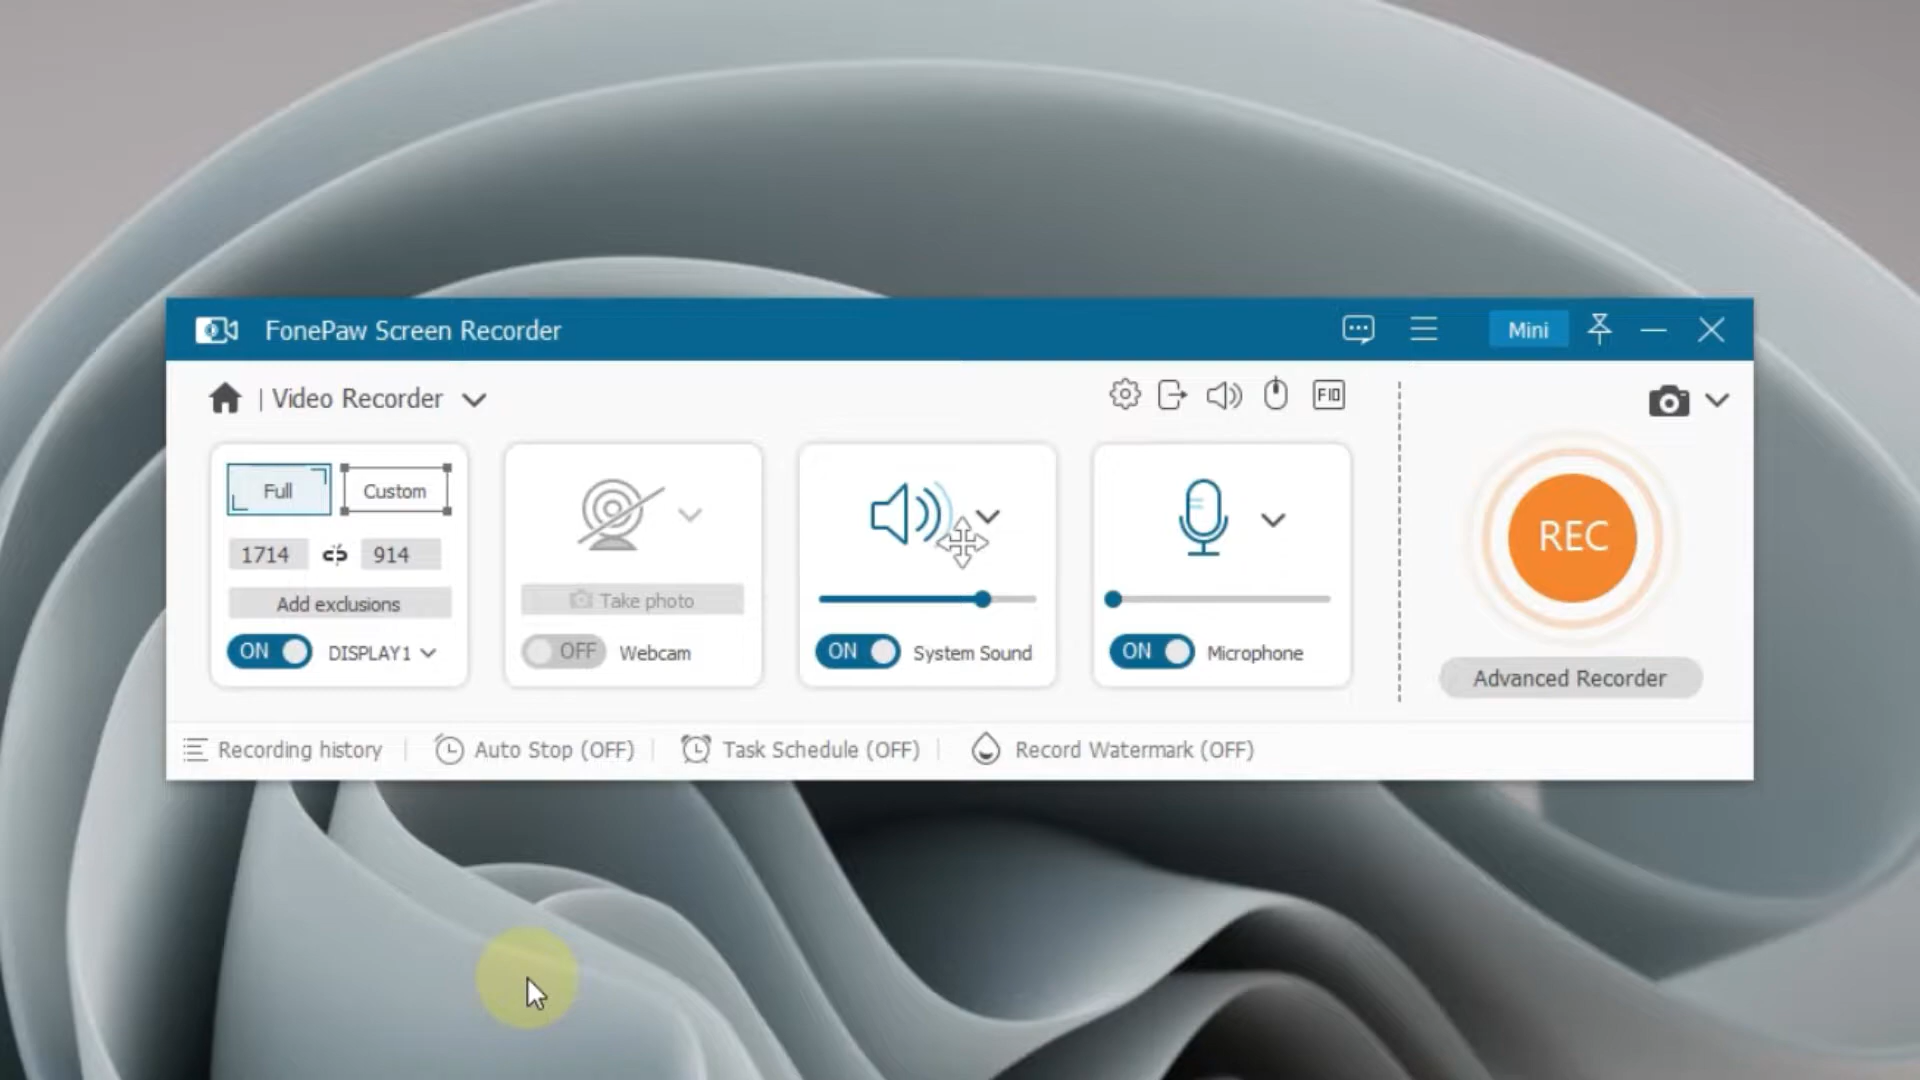 FonePaw Screen Recorder
Mini
| Video Recorder
F10
Full
Custom
1714
914
Add exclusions
ON
DISPLAY1
Take photo
OFF
Webcam
ON
System Sound
ON
Microphone
REC
Advanced Recorder
Recording history
Auto Stop (OFF)
Task Schedule (OFF)
Record Watermark (OFF)